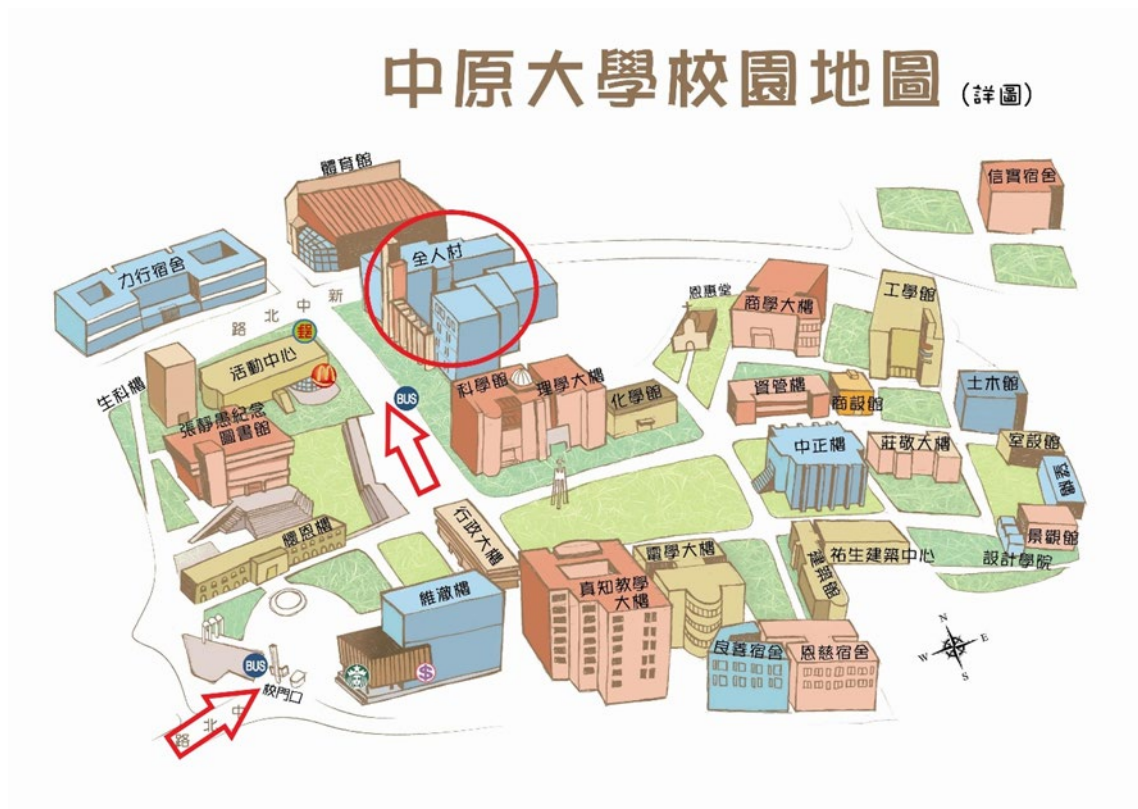 中原大學校園地圖 (詳圖)
體育館
信實宿舍
全人村
力行宿舍
新中北路
恩惠堂
商學大樓
工學館
郵
活動中心
生科樓
科學館
理學大樓
化學館
資管樓
商設館
土木館
BUS
張靜愚紀念
圖書館
中正樓
莊敬大樓
室設館
行政大樓
景觀館
設計學院
電學大樓
建築館
祐生建築中心
維澈樓
真知教學
大樓
良善宿舍
恩慈宿舍
N
W
E
S
BUS
校門口
中北路